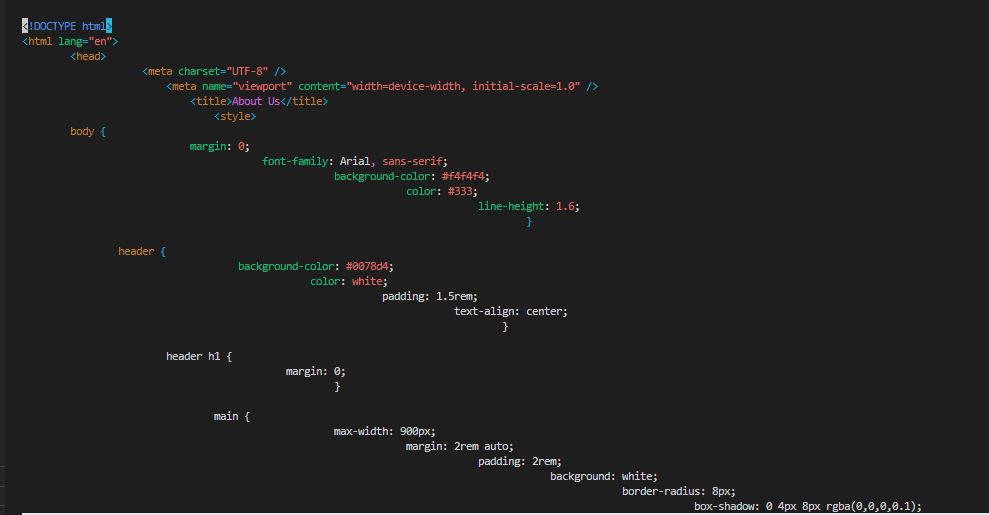 <!DOCTYPE html>
<html lang="en">
<head>
<meta charset="UTF-8" />
<meta name="viewport" content="width=device-width, initial-scale=1.0" />
<title>About Us</title>
<style>
body {
margin: 0;
font-family: Arial, sans-serif;
background-color: #f4f4f4;
color: #333;
line-height: 1.6;
}
header {
background-color: #0078d4;
color: white;
padding: 1.5rem;
text-align: center;
}
header h1 {
margin: 0;
}
main {
max-width: 900px;
margin: 2rem auto;
padding: 2rem;
background: white;
border-radius: 8px;
box-shadow: 0 4px 8px rgba(0,0,0,0.1);